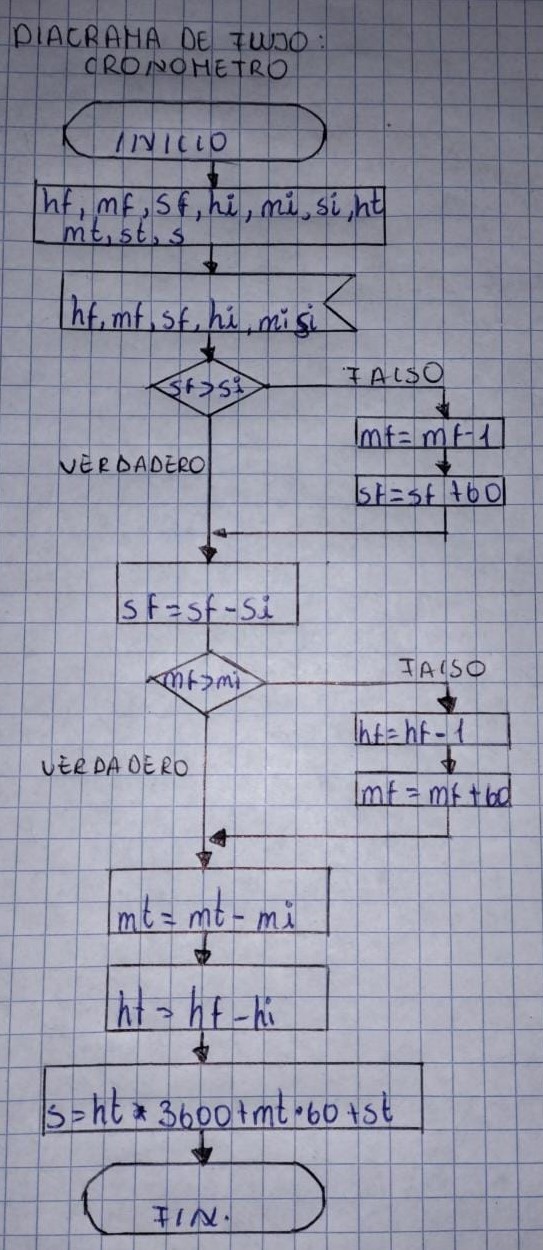 DIAGRAMA DE FLUJO:
CRONOMETRO
INICIO
hf, mf, sf, hi, mi, si, ht
mt, st, s
hf, mf, sf, hi, mi si
sf>si
FALSO
mf= mf-1
VERDADERO
sf=sf +60
sf=sf-si
mf>mi
FALSO
hf=hf-1
VERDADERO
mf=mf+60
mt= mt- mi
ht= hf-hi
s=ht*3600+mt·60+st
FIN.